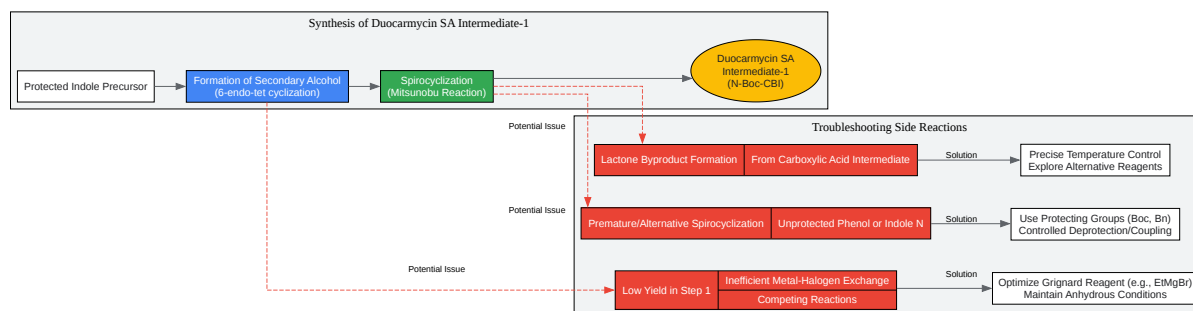 Synthesis of Duocarmycin SA Intermediate-1
Protected Indole Precursor
Formation of Secondary Alcohol
(6-endo-tet cyclization)
Spirocyclization
(Mitsunobu Reaction)
Duocarmycin SA
Intermediate-1
(N-Boc-CBI)
Troubleshooting Side Reactions
Potential Issue
Lactone Byproduct Formation
From Carboxylic Acid Intermediate
Solution
Precise Temperature Control
Explore Alternative Reagents
Potential Issue
Premature/Alternative Spirocyclization
Unprotected Phenol or Indole N
Solution
Use Protecting Groups (Boc, Bn)
Controlled Deprotection/Coupling
Potential Issue
Low Yield in Step 1
Inefficient Metal-Halogen Exchange
Competing Reactions
Solution
Optimize Grignard Reagent (e.g., EtMgBr)
Maintain Anhydrous Conditions